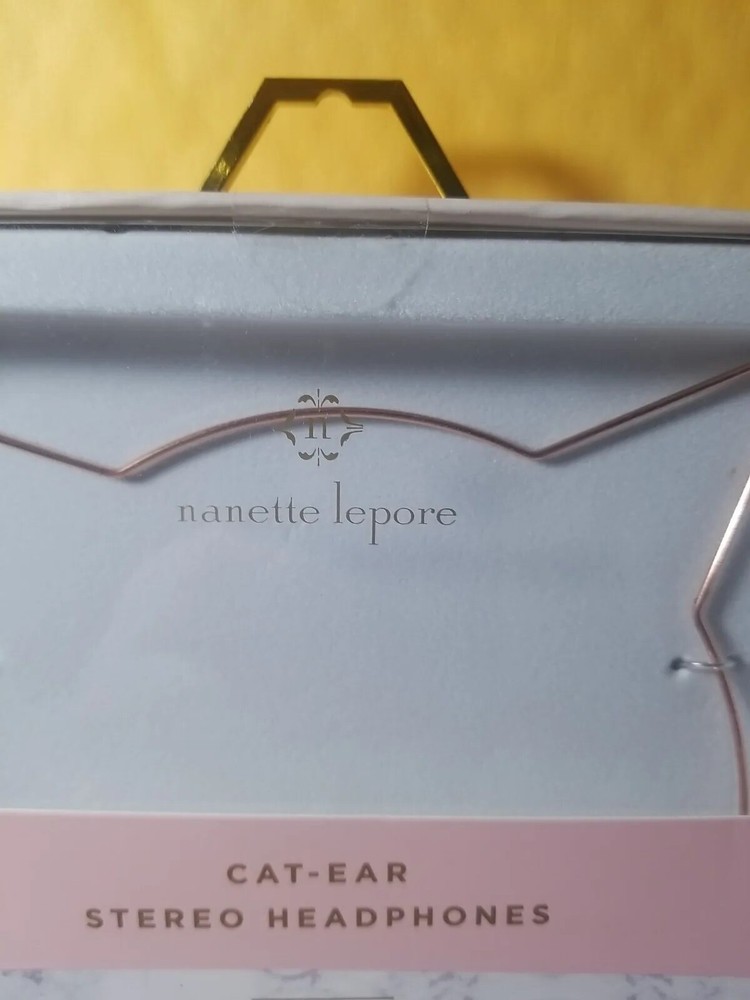 n
nanette lepore
CAT-EAR
STEREO HEADPHONES